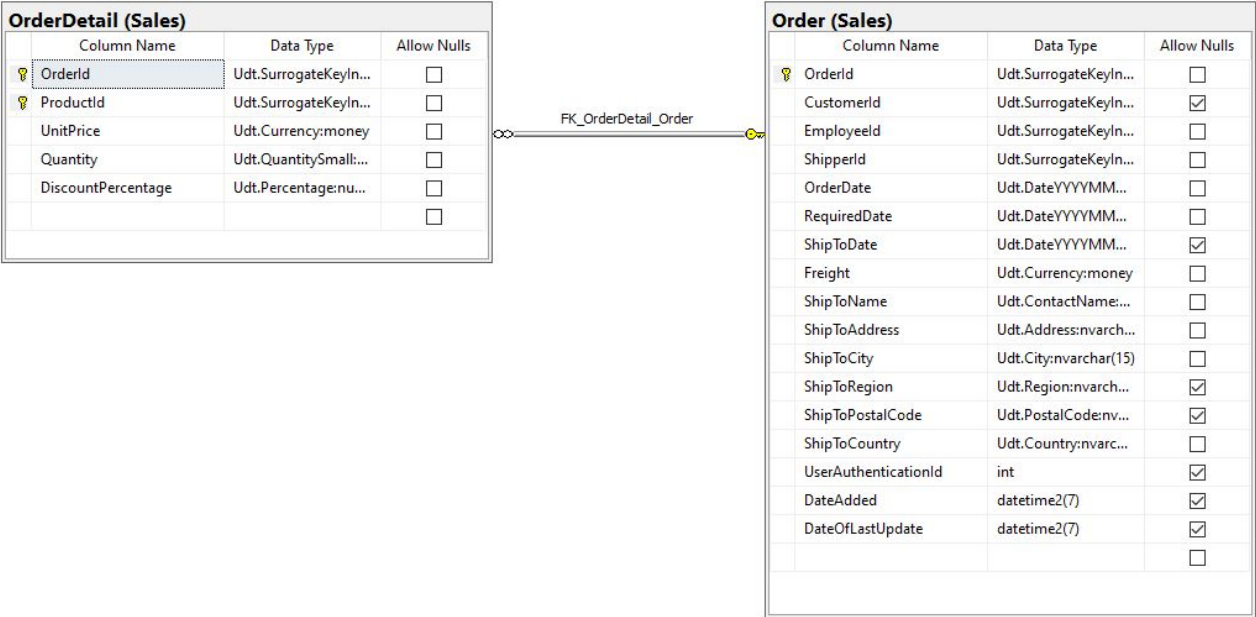 OrderDetail (Sales)
Column Name Data Type Allow Nulls
OrderId Udt.SurrogateKeyIn...
ProductId Udt.SurrogateKeyIn...
UnitPrice Udt.Currency:money
Quantity Udt.QuantitySmall:...
DiscountPercentage Udt.Percentage:nu...
FK_OrderDetail_Order
Order (Sales)
Column Name Data Type Allow Nulls
OrderId Udt.SurrogateKeyIn...
CustomerId Udt.SurrogateKeyIn...
EmployeeId Udt.SurrogateKeyIn...
ShipperId Udt.SurrogateKeyIn...
OrderDate Udt.DateYYYYMM...
RequiredDate Udt.DateYYYYMM...
ShipToDate Udt.DateYYYYMM...
Freight Udt.Currency:money
ShipToName Udt.ContactName:...
ShipToAddress Udt.Address:nvarch...
ShipToCity Udt.City:nvarchar(15)
ShipToRegion Udt.Region:nvarch...
ShipToPostalCode Udt.PostalCode:nv...
ShipToCountry Udt.Country:nvarc...
UserAuthenticationId int
DateAdded datetime2(7)
DateOfLastUpdate datetime2(7)